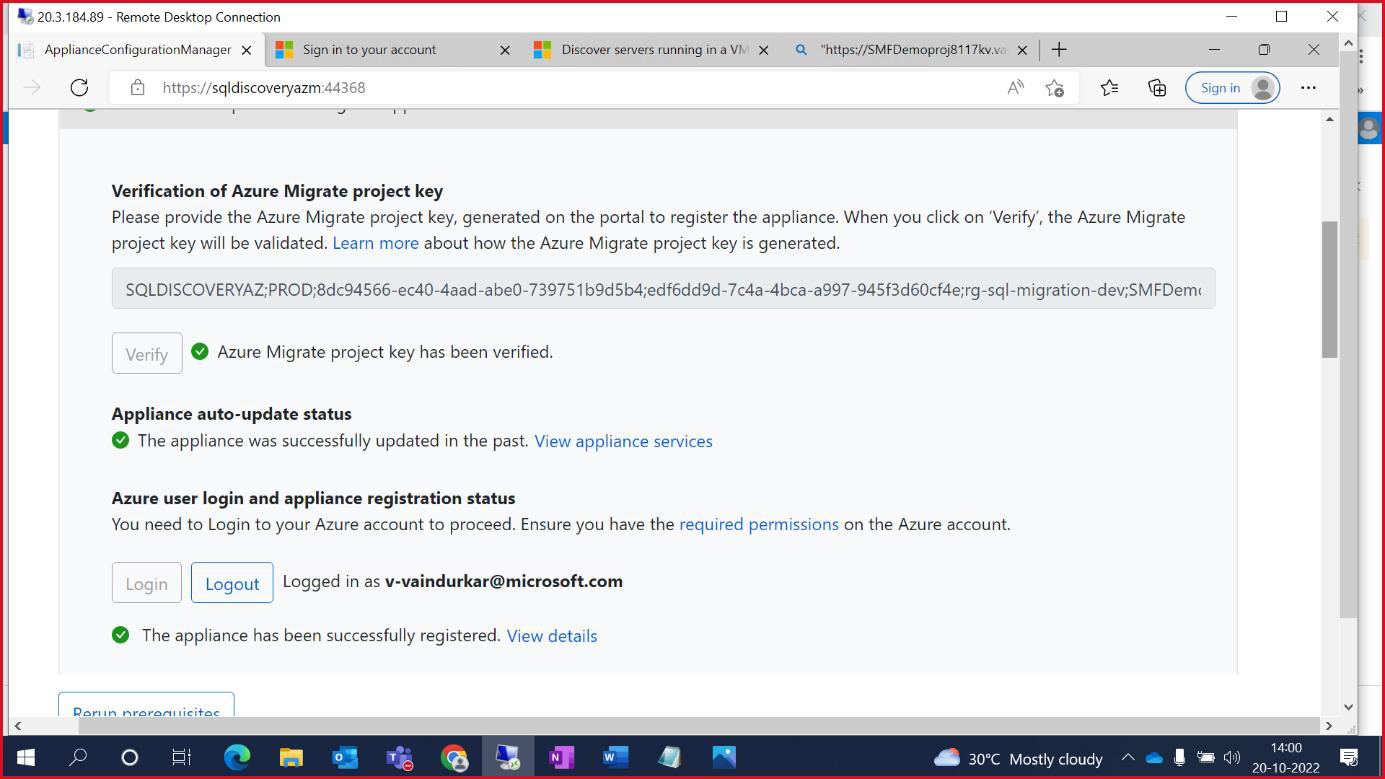 20.3.184.89 - Remote Desktop Connection
ApplianceConfigurationManager
Sign in to your account
Discover servers running in a VM
"https://SMFDemoproj8117kv.va
https://sqldiscoveryazm:44368
Sign in
Verification of Azure Migrate project key
Please provide the Azure Migrate project key, generated on the portal to register the appliance. When you click on ‘Verify’, the Azure Migrate
project key will be validated. Learn more about how the Azure Migrate project key is generated.
SQLDISCOVERYAZ;PROD;8dc94566-ec40-4aad-abe0-739751b9d5b4;edf6dd9d-7c4a-4bca-a997-945f3d60cf4e;rg-sql-migration-dev;SMFDemo
Verify
Azure Migrate project key has been verified.
Appliance auto-update status
The appliance was successfully updated in the past. View appliance services
Azure user login and appliance registration status
You need to Login to your Azure account to proceed. Ensure you have the required permissions on the Azure account.
Login
Logout
Logged in as v-vaindurkar@microsoft.com
The appliance has been successfully registered. View details
Rerun prerequisites
30°C Mostly cloudy
14:00
20-10-2022